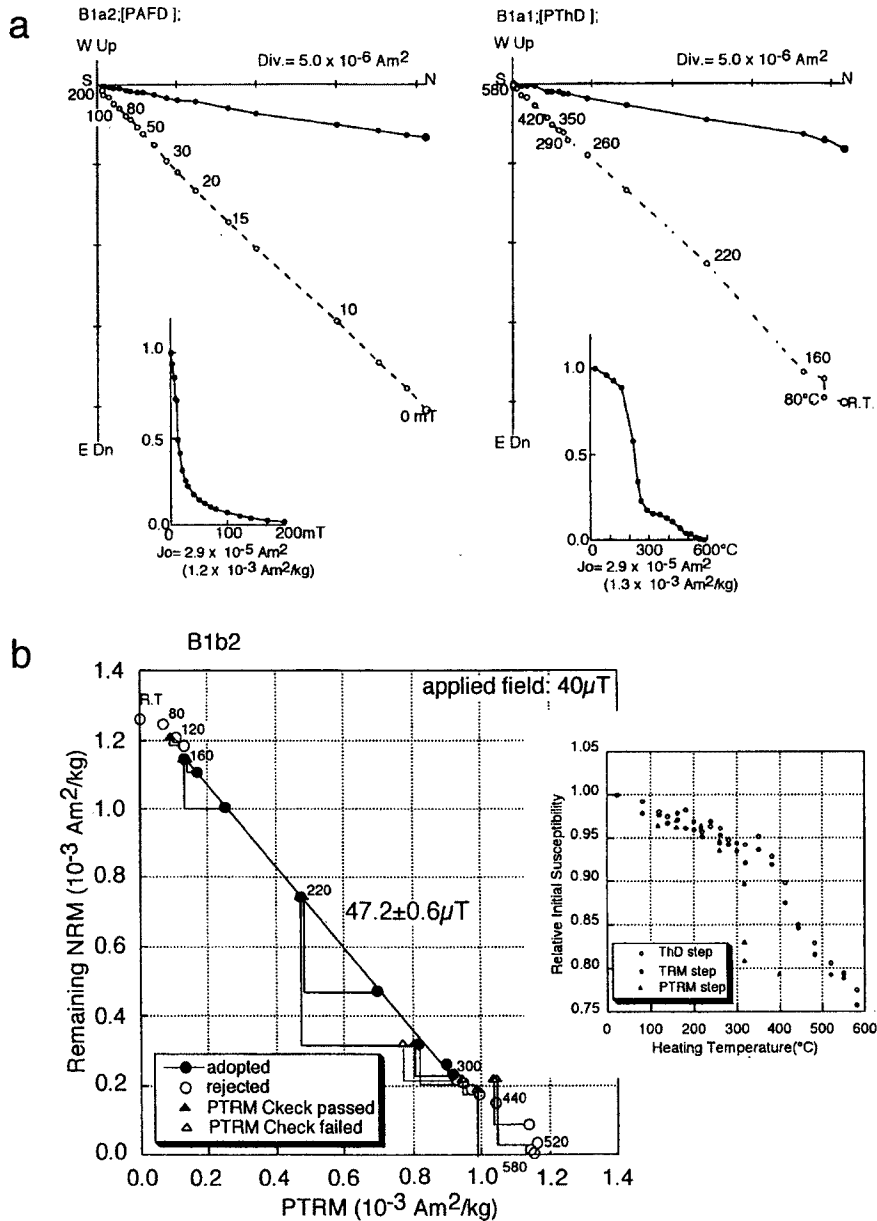 a
B1a2;[PAFD ];
W Up
Div.= 5.0 x 10-6 Am2
S
N
200
100
80
50
30
20
15
10
0 mT
E Dn
1.0
0.5
0.0
0
100
200mT
Jo= 2.9 x 10-5 Am2
(1.2 x 10-3 Am2/kg)
B1a1;[PThD ];
W Up
Div.= 5.0 x 10-6 Am2
S
N
580
420
350
290
260
220
160
80°C
R.T.
E Dn
1.0
0.5
0.0
0
300
600°C
Jo= 2.9 x 10-5 Am2
(1.3 x 10-3 Am2/kg)
b
B1b2
applied field: 40µT
Remaining NRM (10-3 Am2/kg)
1.4
1.2
1.0
0.8
0.6
0.4
0.2
0.0
R.T
80
120
160
220
47.2±0.6µT
300
440
520
580
adopted
rejected
PTRM Ckeck passed
PTRM Check failed
0.0 0.2 0.4 0.6 0.8 1.0 1.2 1.4
PTRM (10-3 Am2/kg)
Relative Initial Susceptibility
1.05
1.00
0.95
0.90
0.85
0.80
0.75
ThD step
TRM step
PTRM step
0 100 200 300 400 500 600
Heating Temperature(°C)